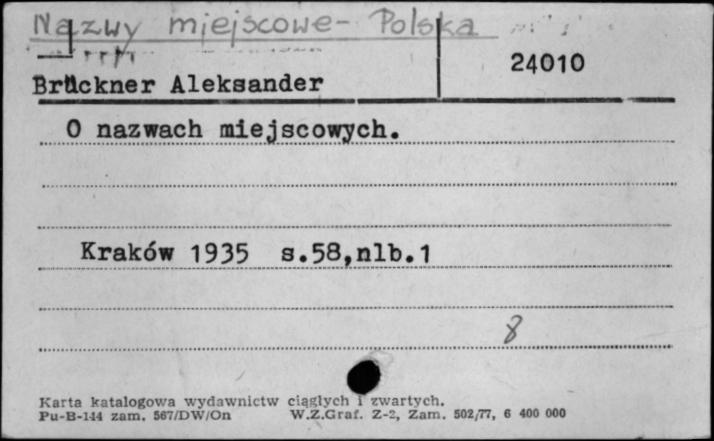 Nazwy miejscowe - Polska
24010
Brückner Aleksander
O nazwach miejscowych.
Kraków 1935 s.58,nlb.1
8
Karta katalogowa wydawnictw ciągłych i zwartych.
Pu-B-144 zam. 567/DW/On W.Z.Graf. Z-2, Zam. 502/77, 6 400 000